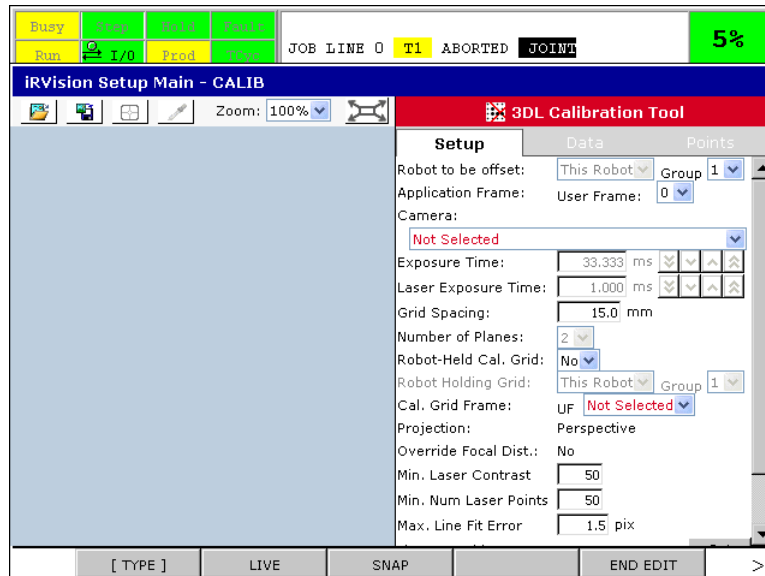 Busy Step Hold Fault
Run I/O Prod TCyc
JOB LINE 0 T1 ABORTED JOINT
5%
iRVision Setup Main - CALIB
Zoom: 100%
3DL Calibration Tool
Setup Data Points
Robot to be offset: This Robot Group 1
Application Frame: User Frame: 0
Camera:
Not Selected
Exposure Time: 33.333 ms
Laser Exposure Time: 1.000 ms
Grid Spacing: 15.0 mm
Number of Planes: 2
Robot-Held Cal. Grid: No
Robot Holding Grid: This Robot Group 1
Cal. Grid Frame: UF Not Selected
Projection: Perspective
Override Focal Dist.: No
Min. Laser Contrast 50
Min. Num Laser Points 50
Max. Line Fit Error 1.5 pix
[ TYPE ] LIVE SNAP END EDIT >